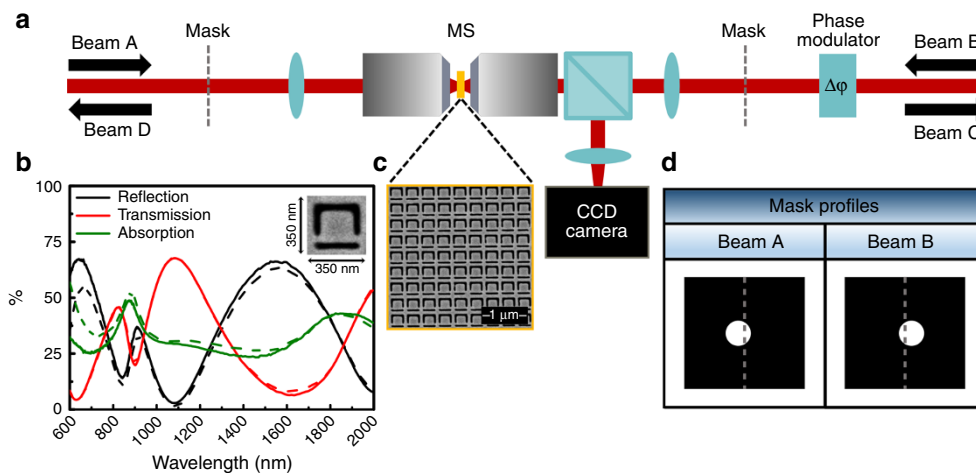 a
Beam A
Beam D
Mask
MS
Mask
Phase
modulator
Δφ
Beam B
Beam C
CCD
camera
b
100
75
50
25
0
%
Reflection
Transmission
Absorption
350 nm
350 nm
600 800 1000 1200 1400 1600 1800 2000
Wavelength (nm)
c
1 μm
d
Mask profiles
Beam A Beam B